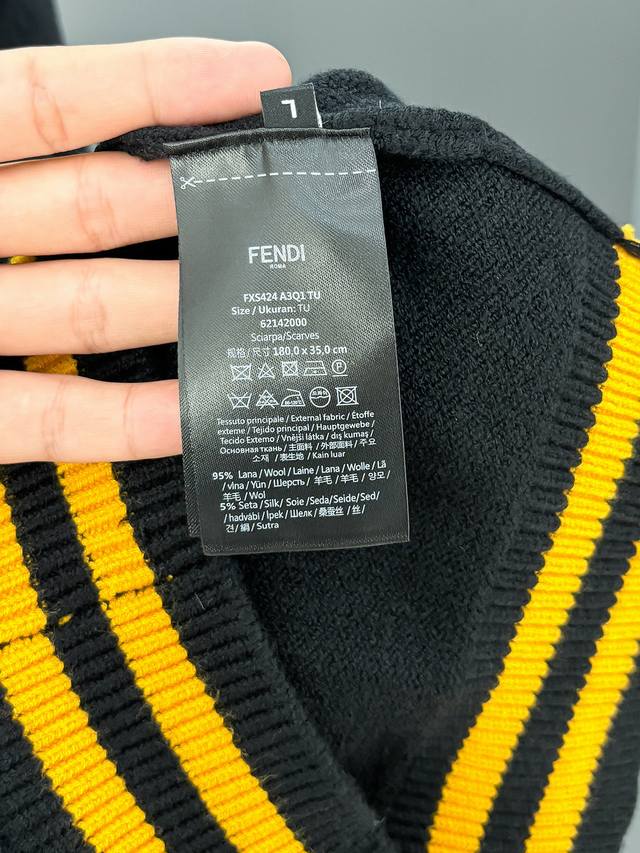 L
FENDI
ROMA
FXS424 A3Q1 TU
Size / Ukuran: TU
62142000
Sciarpa/Scarves
规格/尺寸 180,0 x 35,0 cm
Tessuto principale / External fabric / Étoffe
externe / Tejido principal / Hauptgewebe /
Tecido Externo / Vnější látka / dış kumaş /
Основная ткань / 主面料 / 外部面料 / 주요
소재 / 表生地 / Kain luar
95% Lana / Wool / Laine / Lana / Wolle / Lã
/ vlna / Yün / Шерсть / 羊毛 / 羊毛 / 양모 /
羊毛 / Wol
5% Seta / Silk/ Soie /Seda/Seide/Sed/
/ hadvábí / İpek / Шелк / 桑蚕丝 / 丝/
견 / 絹 / Sutra